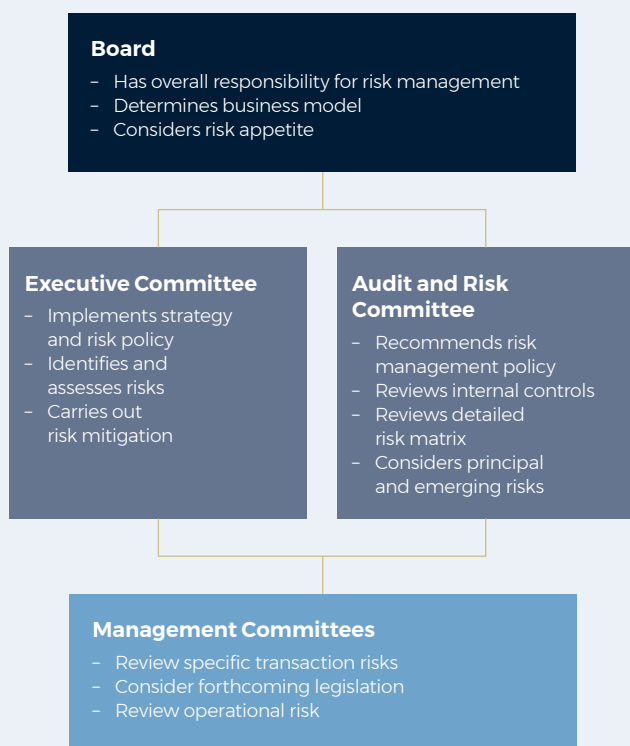 Board
– Has overall responsibility for risk management
– Determines business model
– Considers risk appetite
Executive Committee
– Implements strategy
and risk policy
– Identifies and
assesses risks
– Carries out
risk mitigation
Audit and Risk
Committee
– Recommends risk
management policy
– Reviews internal controls
– Reviews detailed
risk matrix
– Considers principal
and emerging risks
Management Committees
– Review specific transaction risks
– Consider forthcoming legislation
– Review operational risk